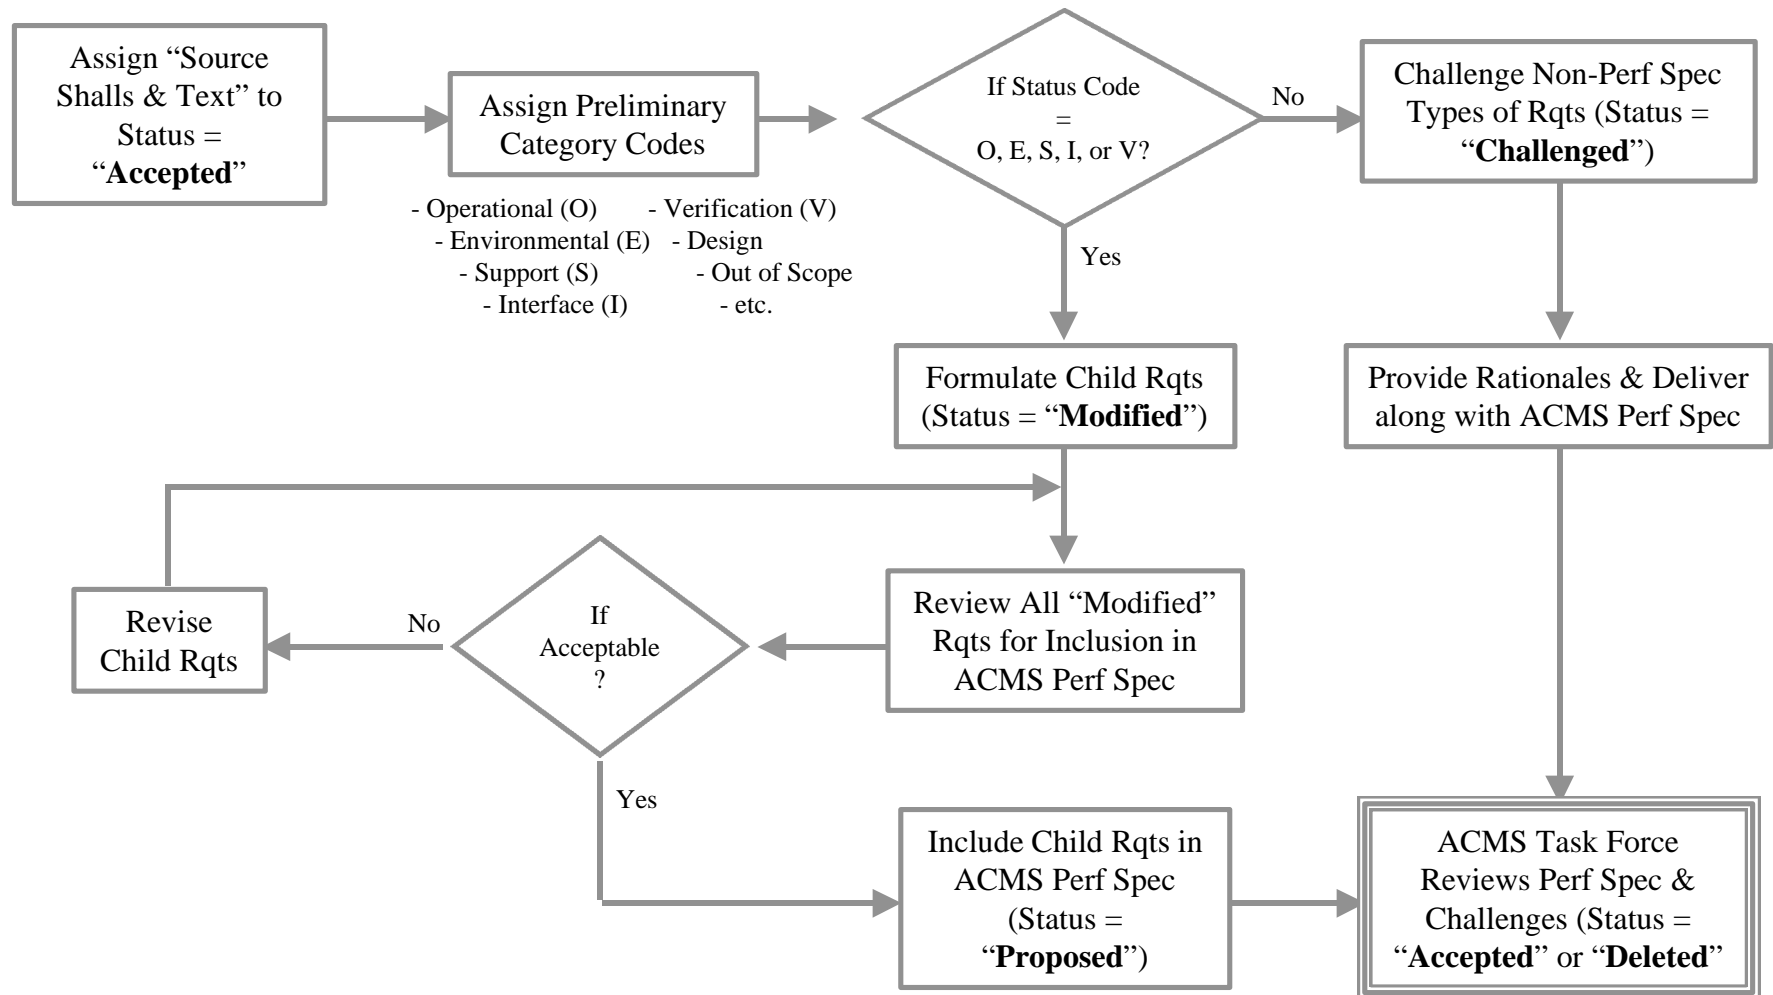 Assign “Source
Shalls & Text” to
Status =
“Accepted”
Assign Preliminary
Category Codes
- Operational (O)
- Environmental (E)
- Support (S)
- Interface (I)
- Verification (V)
- Design
- Out of Scope
- etc.
If Status Code
=
O, E, S, I, or V?
No
Yes
Challenge Non-Perf Spec
Types of Rqts (Status =
“Challenged”)
Formulate Child Rqts
(Status = “Modified”)
Provide Rationales & Deliver
along with ACMS Perf Spec
Review All “Modified”
Rqts for Inclusion in
ACMS Perf Spec
If
Acceptable
?
No
Revise
Child Rqts
Yes
Include Child Rqts in
ACMS Perf Spec
(Status =
“Proposed”)
ACMS Task Force
Reviews Perf Spec &
Challenges (Status =
“Accepted” or “Deleted”